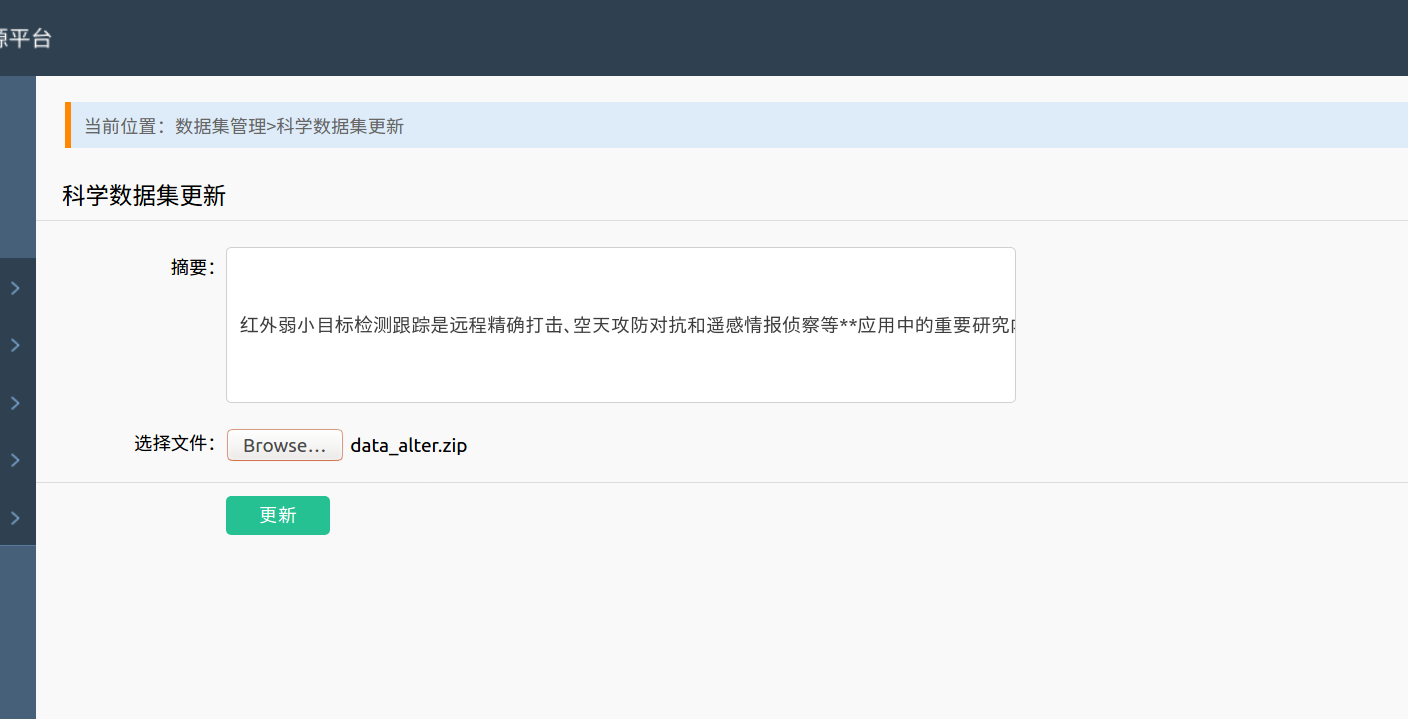 平台
当前位置：数据集管理>科学数据集更新
科学数据集更新
摘要：
红外弱小目标检测跟踪是远程精确打击、空天攻防对抗和遥感情报侦察等**应用中的重要研究
选择文件： Browse... data_alter.zip
更新